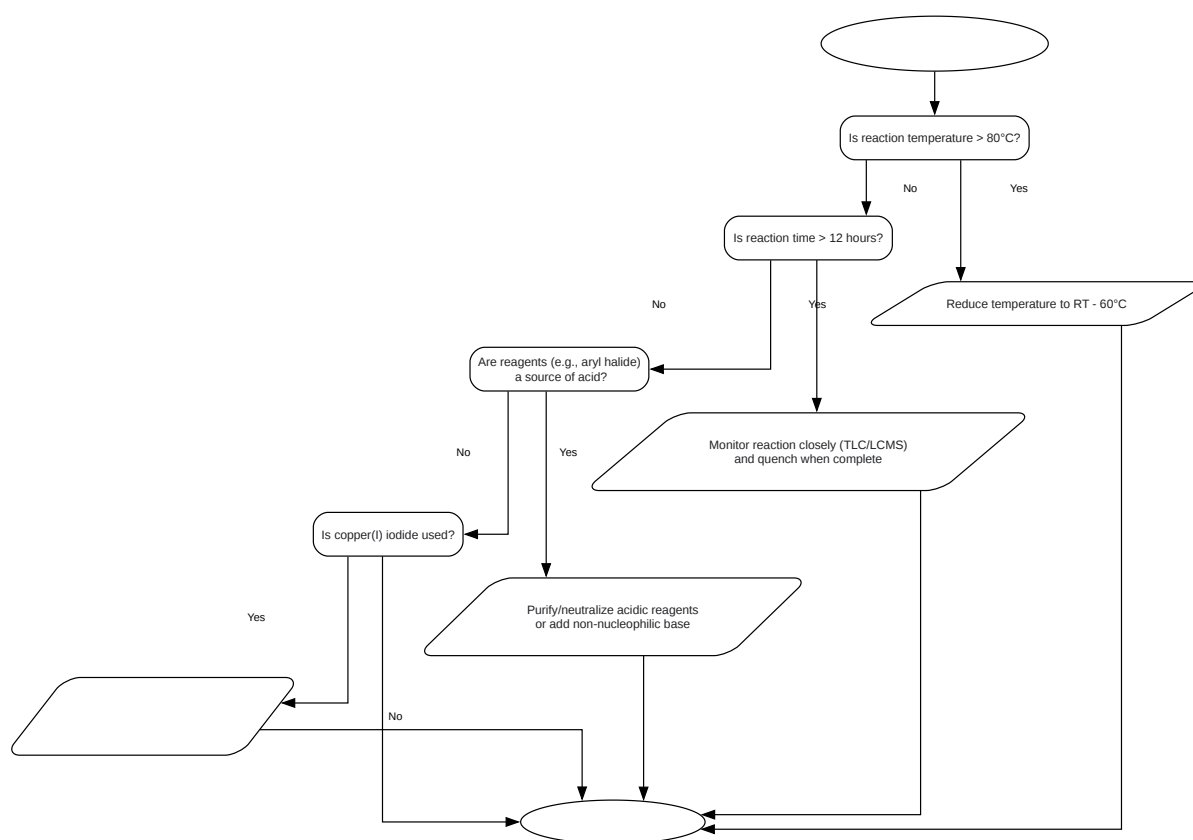 Is reaction temperature > 80°C?
No
Yes
Is reaction time > 12 hours?
No
Yes
Reduce temperature to RT - 60°C
Are reagents (e.g., aryl halide)
a source of acid?
Monitor reaction closely (TLC/LCMS)
and quench when complete
No
Yes
Is copper(I) iodide used?
Purify/neutralize acidic reagents
or add non-nucleophilic base
Yes
No